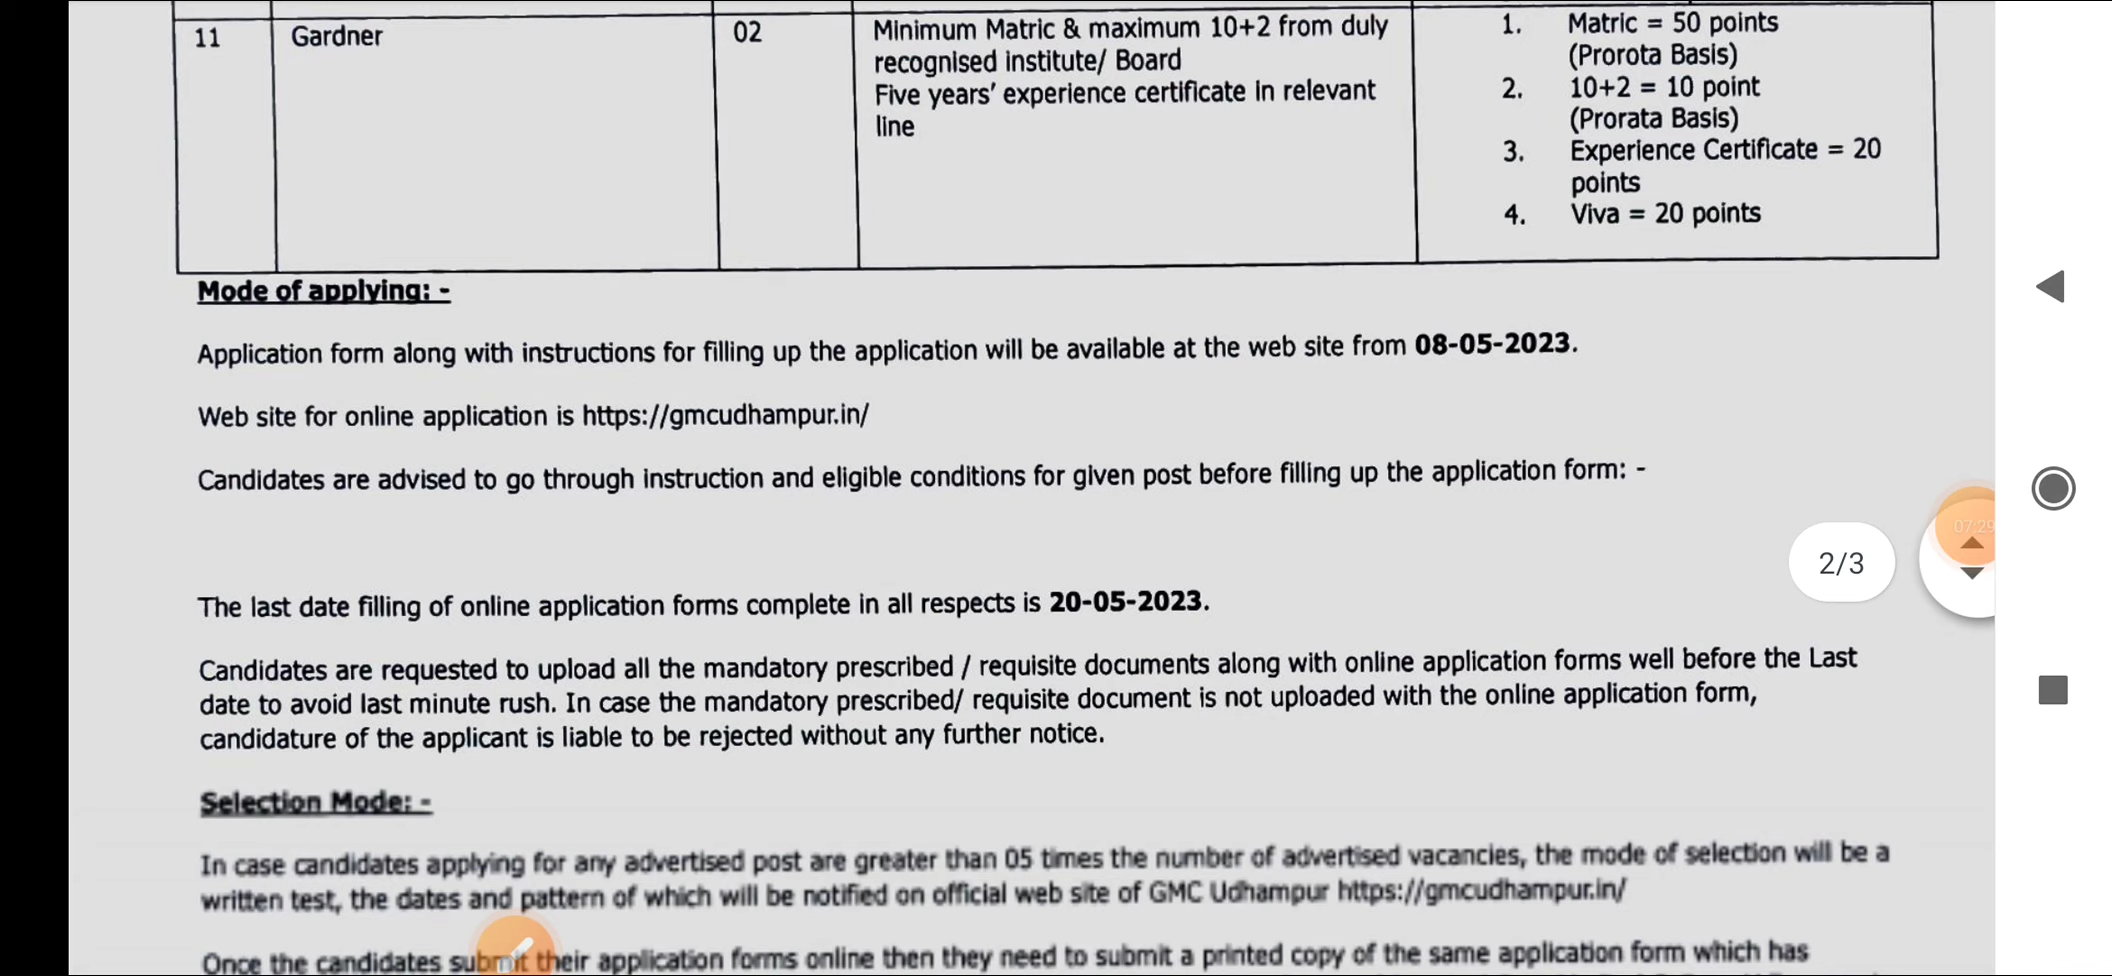 11
Gardner
02
Minimum Matric & maximum 10+2 from duly
recognised institute/ Board
Five years' experience certificate in relevant
line
1. Matric = 50 points
(Prorota Basis)
2. 10+2 = 10 point
(Prorata Basis)
3. Experience Certificate = 20
points
4. Viva = 20 points
Mode of applying: -
Application form along with instructions for filling up the application will be available at the web site from 08-05-2023.
Web site for online application is https://gmcudhampur.in/
Candidates are advised to go through instruction and eligible conditions for given post before filling up the application form: -
07:29
2/3
The last date filling of online application forms complete in all respects is 20-05-2023.
Candidates are requested to upload all the mandatory prescribed / requisite documents along with online application forms well before the Last
date to avoid last minute rush. In case the mandatory prescribed/ requisite document is not uploaded with the online application form,
candidature of the applicant is liable to be rejected without any further notice.
Selection Mode: -
In case candidates applying for any advertised post are greater than 05 times the number of advertised vacancies, the mode of selection will be a
written test, the dates and pattern of which will be notified on official web site of GMC Udhampur https://gmcudhampur.in/
Once the candidates submit their application forms online then they need to submit a printed copy of the same application form which has